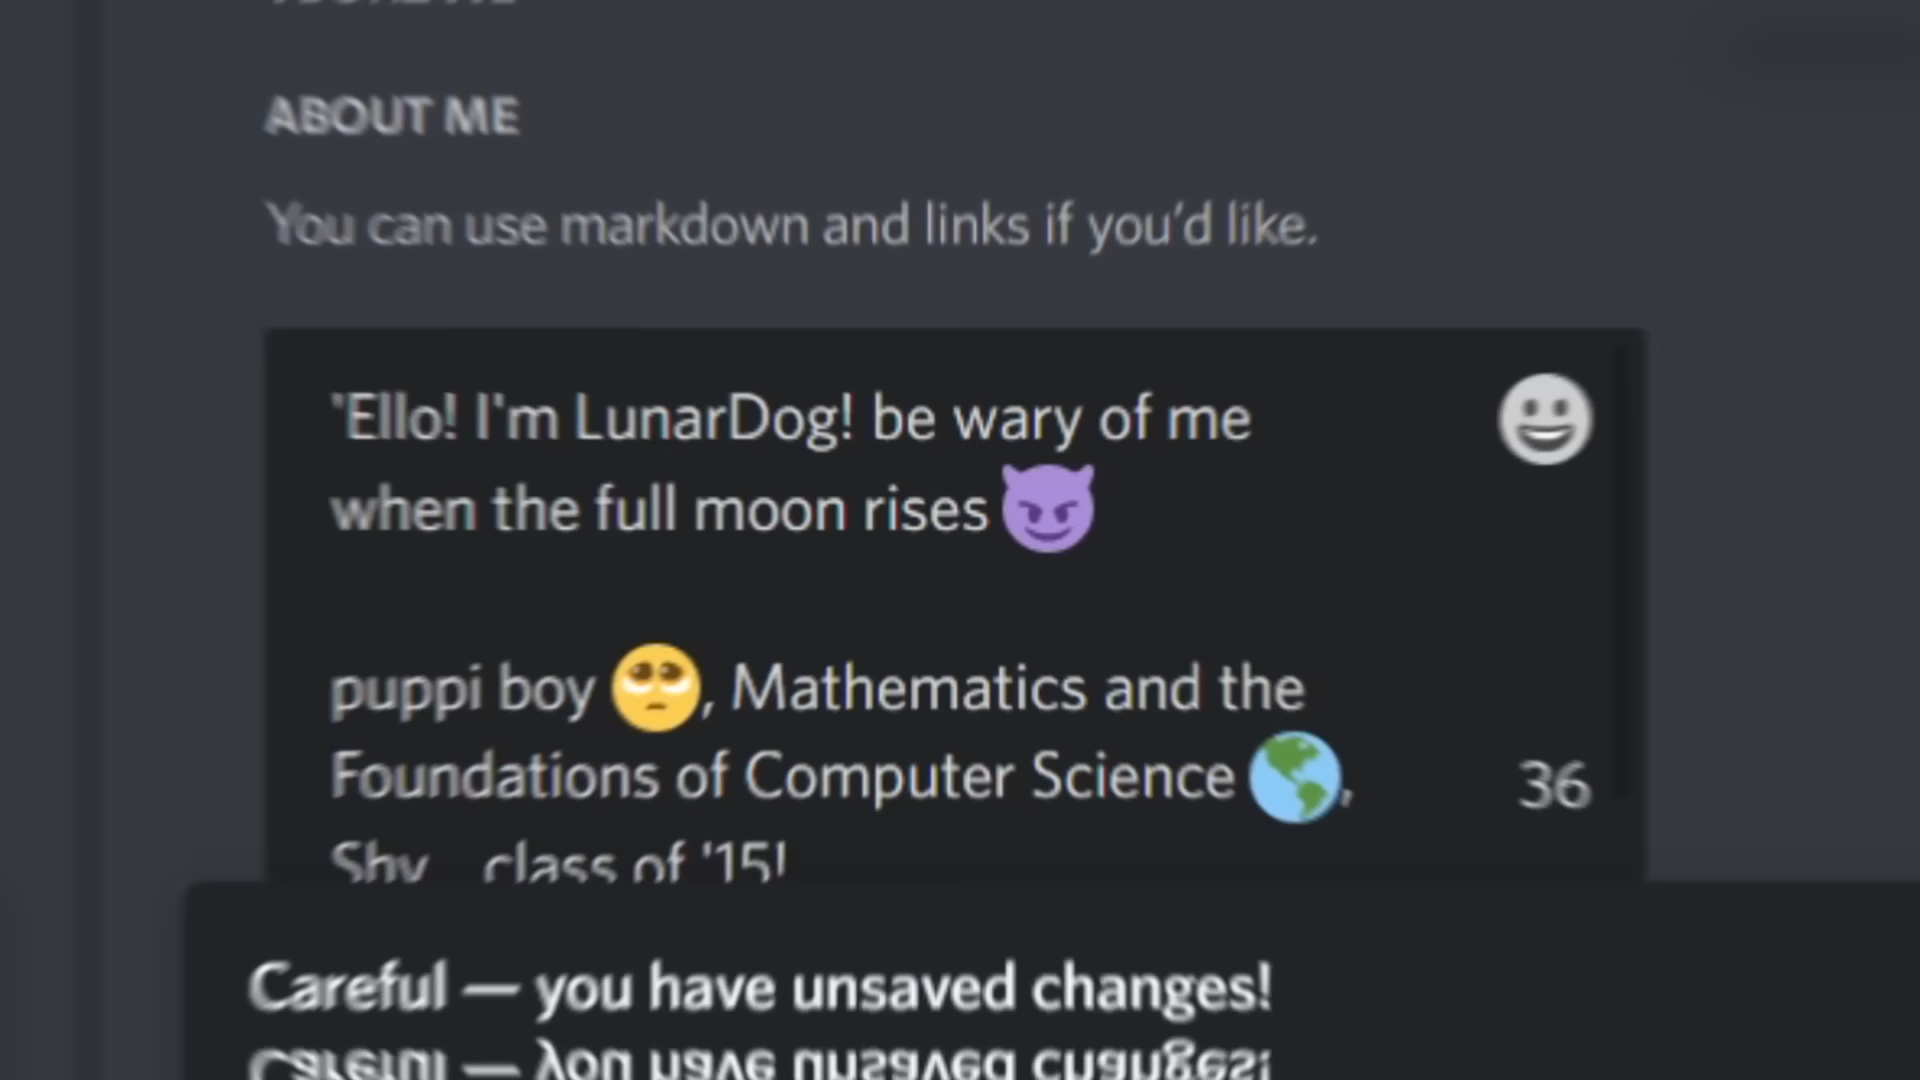 ABOUT ME
You can use markdown and links if you'd like.
'Ello! I'm LunarDog! be wary of me
when the full moon rises 😈
puppi boy 🥺, Mathematics and the
Foundations of Computer Science 🌎,
36
Shy class of '15!
Careful — you have unsaved changes!